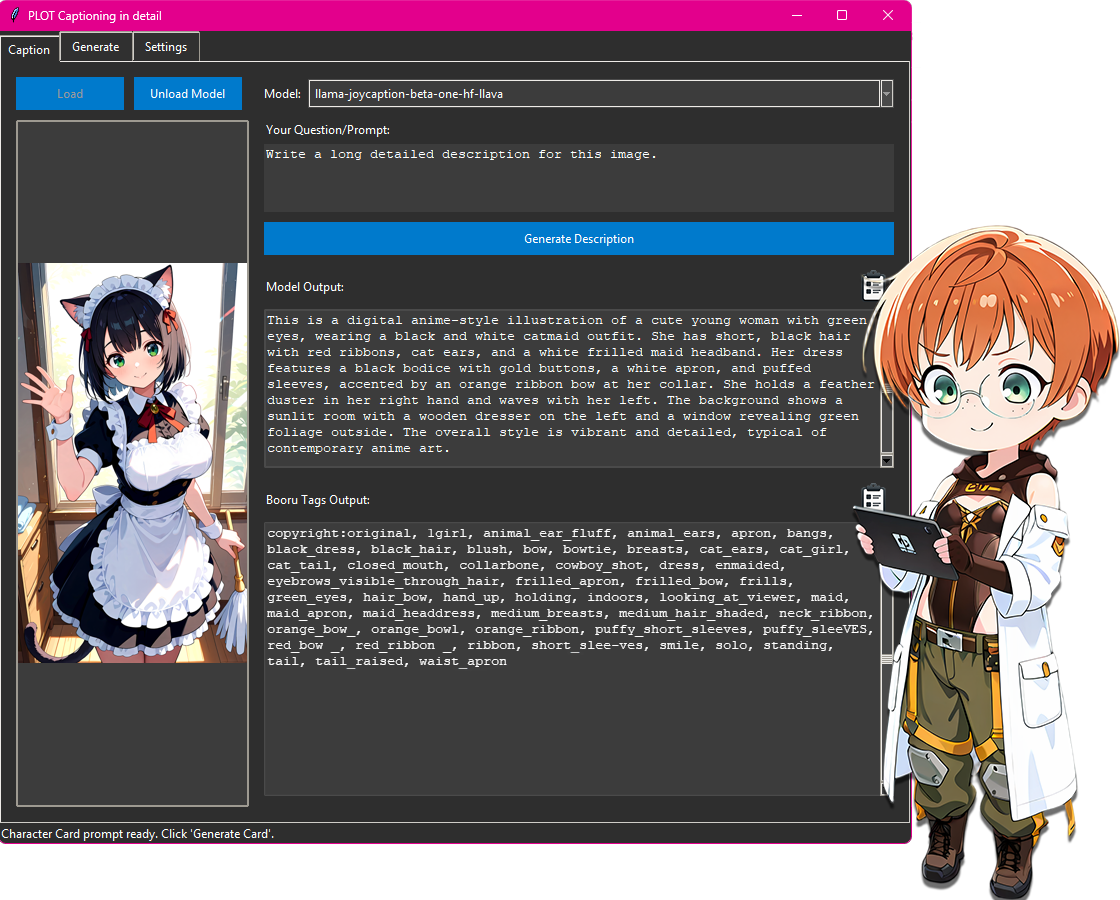 PLOT Captioning in detail
Caption
Generate
Settings
Load
Unload Model
Model:
llama-joycaption-beta-one-hf-llava
Your Question/Prompt:
Write a long detailed description for this image.
Generate Description
Model Output:
This is a digital anime-style illustration of a cute young woman with green
eyes, wearing a black and white catmaid outfit. She has short, black hair
with red ribbons, cat ears, and a white frilled maid headband. Her dress
features a black bodice with gold buttons, a white apron, and puffed
sleeves, accented by an orange ribbon bow at her collar. She holds a feather
duster in her right hand and waves with her left. The background shows a
sunlit room with a wooden dresser on the left and a window revealing green
foliage outside. The overall style is vibrant and detailed, typical of
contemporary anime art.
Booru Tags Output:
copyright:original, lgirl, animal_ear_fluff, animal_ears, apron, bangs,
black_dress, black_hair, blush, bow, bowtie, breasts, cat_ears, cat_girl,
cat_tail, closed_mouth, collarbone, cowboy_shot, dress, enmaided,
eyebrows_visible_through_hair, frilled_apron, frilled_bow, frills,
green_eyes, hair_bow, hand_up, holding, indoors, looking_at_viewer, maid,
maid_apron, maid_headdress, medium_breasts, medium_hair_shaded, neck_ribbon,
orange_bow_, orange_bowl, orange_ribbon, puffy_short_sleeves, puffy_sleeVES,
red_bow _, red_ribbon _, ribbon, short_slee-ves, smile, solo, standing,
tail, tail_raised, waist_apron
Character Card prompt ready. Click 'Generate Card'.